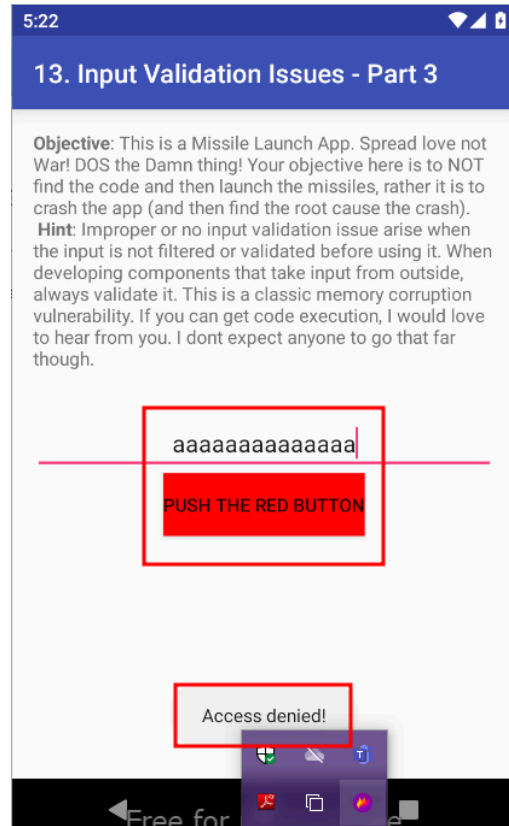 5:22
13. Input Validation Issues - Part 3
Objective: This is a Missile Launch App. Spread love not
War! DOS the Damn thing! Your objective here is to NOT
find the code and then launch the missiles, rather it is to
crash the app (and then find the root cause the crash).
Hint: Improper or no input validation issue arise when
the input is not filtered or validated before using it. When
developing components that take input from outside,
always validate it. This is a classic memory corruption
vulnerability. If you can get code execution, I would love
to hear from you. I dont expect anyone to go that far
though.
aaaaaaaaaaaaaa
PUSH THE RED BUTTON
Access denied!
Free for